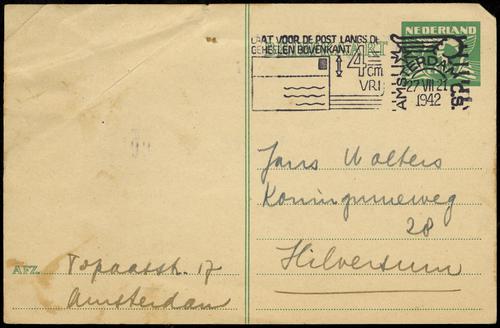 NEDERLAND
LAAT VOOR DE POST LANGS DE
GEHEELEN BOVENKANT
4 cm
VRIJ
AMSTERDAM
27 VII 21
1942
C.S.
Jans Wolters
Koninginneweg
28
Hilversum
AFZ. Topaasstr. 17
Amsterdam